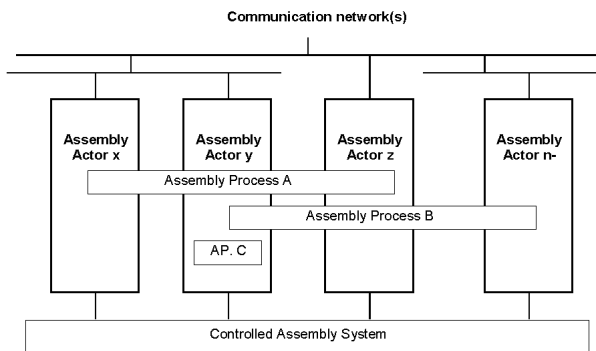 Communication network(s)
Assembly
Actor x
Assembly
Actor y
Assembly
Actor z
Assembly
Actor n-
Assembly Process A
Assembly Process B
AP. C
Controlled Assembly System